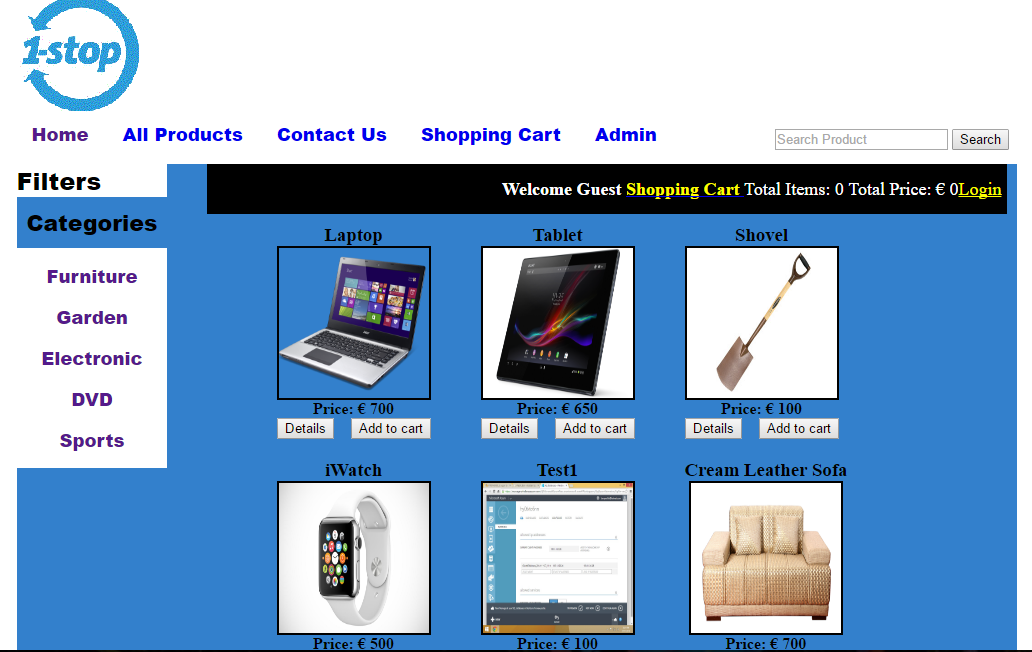 1-stop
Home All Products Contact Us Shopping Cart Admin
Search Product Search
Filters
Categories
Furniture
Garden
Electronic
DVD
Sports
Welcome Guest Shopping Cart Total Items: 0 Total Price: € 0Login
Laptop Tablet Shovel
Price: € 700 Price: € 650 Price: € 100
Details Add to cart Details Add to cart Details Add to cart
iWatch Test1 Cream Leather Sofa
Price: € 500 Price: € 100 Price: € 700